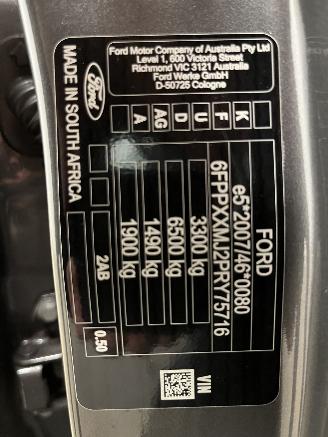 Ford Motor Company of Australia Pty Ltd
Level 1, 600 Victoria Street
Richmond VIC 3121 Australia
Ford Werke GmbH
D-50725 Cologne
Ford
MADE IN SOUTH AFRICA
K
F
U
D
AG
A
FORD
e5*2007/46*0080
6FPPXXMJ2PRY75716
3300 kg
6500 kg
1490 kg
1900 kg
2AB
0.50
VIN